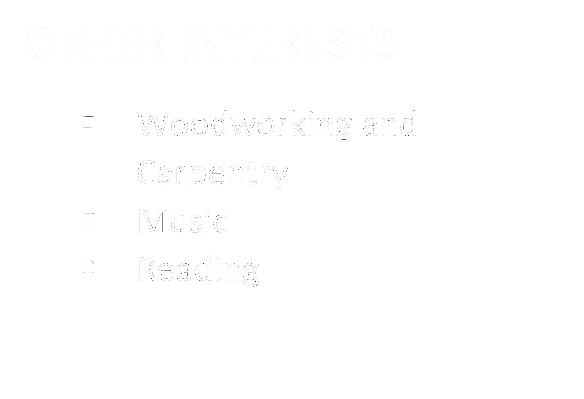 OTHER INTERESTS
▪ Woodworking and
Carpentry
▪ Music
▪ Reading